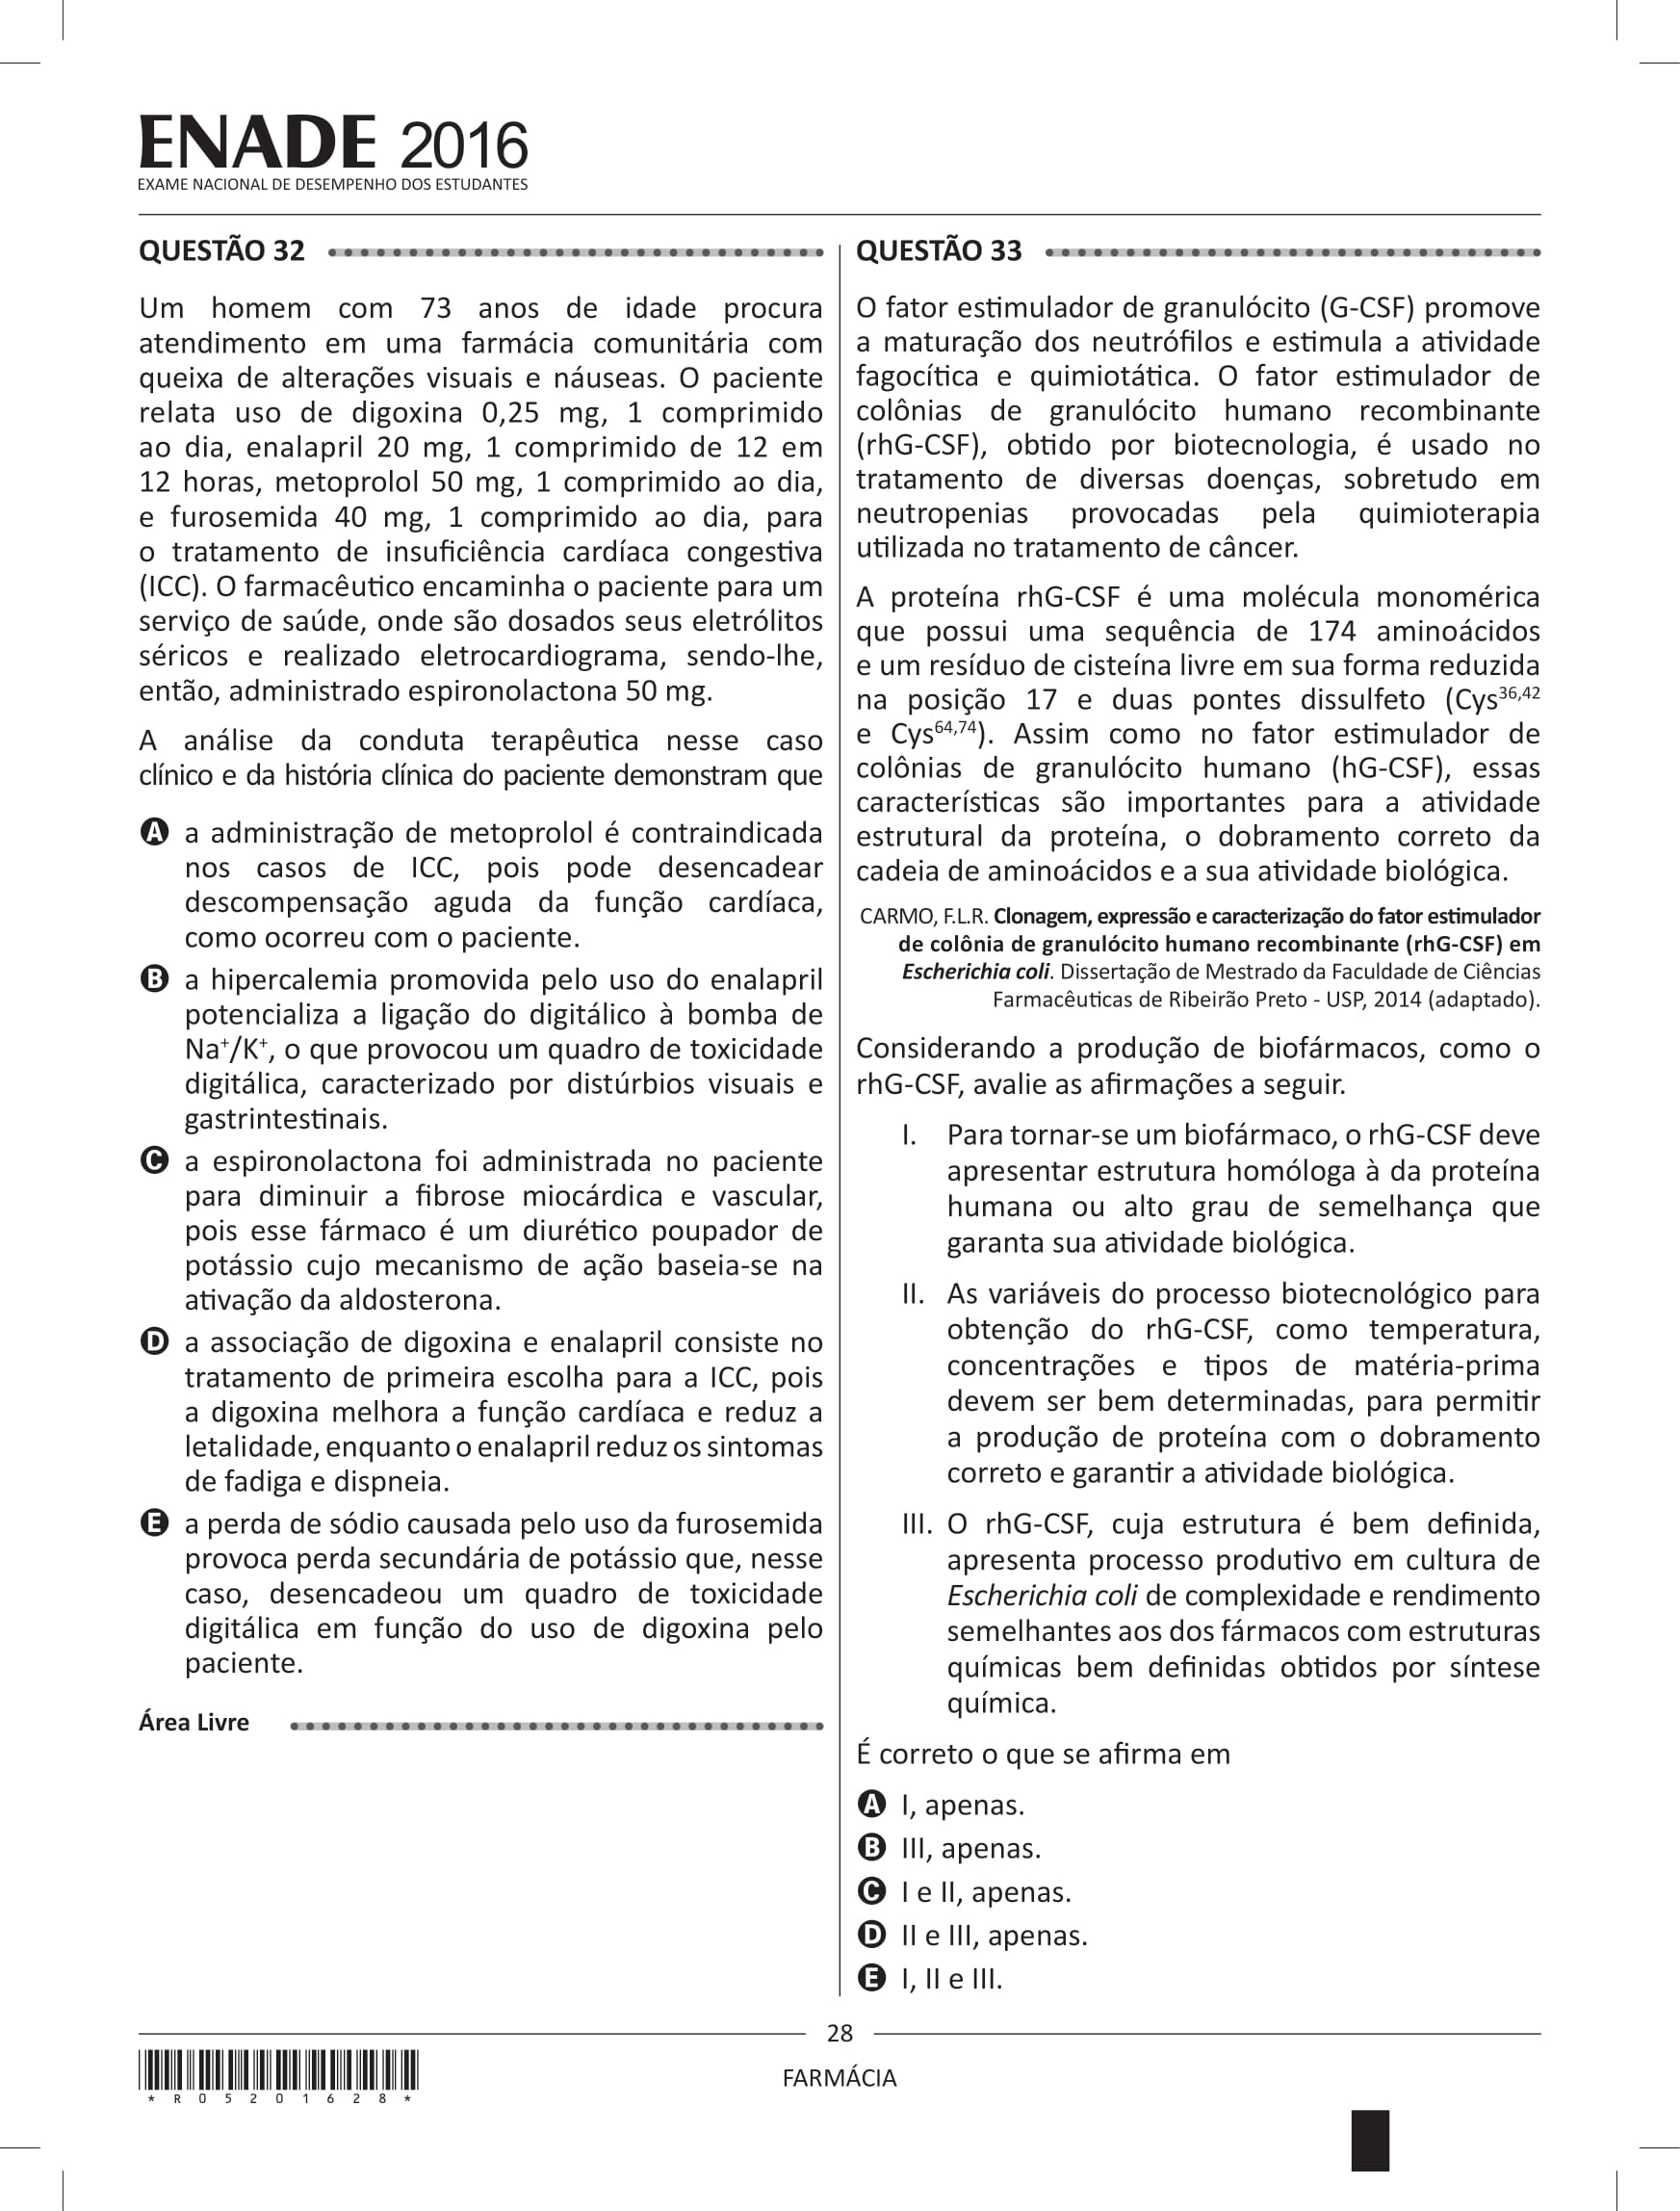 ENADE 2016
EXAME NACIONAL DE DESEMPENHO DOS ESTUDANTES
QUESTÃO 32
Um homem com 73 anos de idade procura
atendimento em uma farmácia comunitária com
queixa de alterações visuais e náuseas. O paciente
relata uso de digoxina 0,25 mg, 1 comprimido
ao dia, enalapril 20 mg, 1 comprimido de 12 em
12 horas, metoprolol 50 mg, 1 comprimido ao dia,
e furosemida 40 mg, 1 comprimido ao dia, para
o tratamento de insuficiência cardíaca congestiva
(ICC). O farmacêutico encaminha o paciente para um
serviço de saúde, onde são dosados seus eletrólitos
séricos e realizado eletrocardiograma, sendo-lhe,
então, administrado espironolactona 50 mg.
A análise da conduta terapêutica nesse caso
clínico e da história clínica do paciente demonstram que
A a administração de metoprolol é contraindicada
nos casos de ICC, pois pode desencadear
descompensação aguda da função cardíaca,
como ocorreu com o paciente.
B a hipercalemia promovida pelo uso do enalapril
potencializa a ligação do digitálico à bomba de
Na⁺/K⁺, o que provocou um quadro de toxicidade
digitálica, caracterizado por distúrbios visuais e
gastrintestinais.
C a espironolactona foi administrada no paciente
para diminuir a fibrose miocárdica e vascular,
pois esse fármaco é um diurético poupador de
potássio cujo mecanismo de ação baseia-se na
ativação da aldosterona.
D a associação de digoxina e enalapril consiste no
tratamento de primeira escolha para a ICC, pois
a digoxina melhora a função cardíaca e reduz a
letalidade, enquanto o enalapril reduz os sintomas
de fadiga e dispneia.
E a perda de sódio causada pelo uso da furosemida
provoca perda secundária de potássio que, nesse
caso, desencadeou um quadro de toxicidade
digitálica em função do uso de digoxina pelo
paciente.
Área Livre
QUESTÃO 33
O fator estimulador de granulócito (G-CSF) promove
a maturação dos neutrófilos e estimula a atividade
fagocítica e quimiotática. O fator estimulador de
colônias de granulócito humano recombinante
(rhG-CSF), obtido por biotecnologia, é usado no
tratamento de diversas doenças, sobretudo em
neutropenias provocadas pela quimioterapia
utilizada no tratamento de câncer.
A proteína rhG-CSF é uma molécula monomérica
que possui uma sequência de 174 aminoácidos
e um resíduo de cisteína livre em sua forma reduzida
na posição 17 e duas pontes dissulfeto (Cys³⁶,⁴²
e Cys⁶⁴,⁷⁴). Assim como no fator estimulador de
colônias de granulócito humano (hG-CSF), essas
características são importantes para a atividade
estrutural da proteína, o dobramento correto da
cadeia de aminoácidos e a sua atividade biológica.
CARMO, F.L.R. Clonagem, expressão e caracterização do fator estimulador
de colônia de granulócito humano recombinante (rhG-CSF) em
Escherichia coli. Dissertação de Mestrado da Faculdade de Ciências
Farmacêuticas de Ribeirão Preto - USP, 2014 (adaptado).
Considerando a produção de biofármacos, como o
rhG-CSF, avalie as afirmações a seguir.
I. Para tornar-se um biofármaco, o rhG-CSF deve
apresentar estrutura homóloga à da proteína
humana ou alto grau de semelhança que
garanta sua atividade biológica.
II. As variáveis do processo biotecnológico para
obtenção do rhG-CSF, como temperatura,
concentrações e tipos de matéria-prima
devem ser bem determinadas, para permitir
a produção de proteína com o dobramento
correto e garantir a atividade biológica.
III. O rhG-CSF, cuja estrutura é bem definida,
apresenta processo produtivo em cultura de
Escherichia coli de complexidade e rendimento
semelhantes aos dos fármacos com estruturas
químicas bem definidas obtidos por síntese
química.
É correto o que se afirma em
A I, apenas.
B III, apenas.
C I e II, apenas.
D II e III, apenas.
E I, II e III.
28
FARMÁCIA
* R 0 5 2 0 1 6 2 8 *